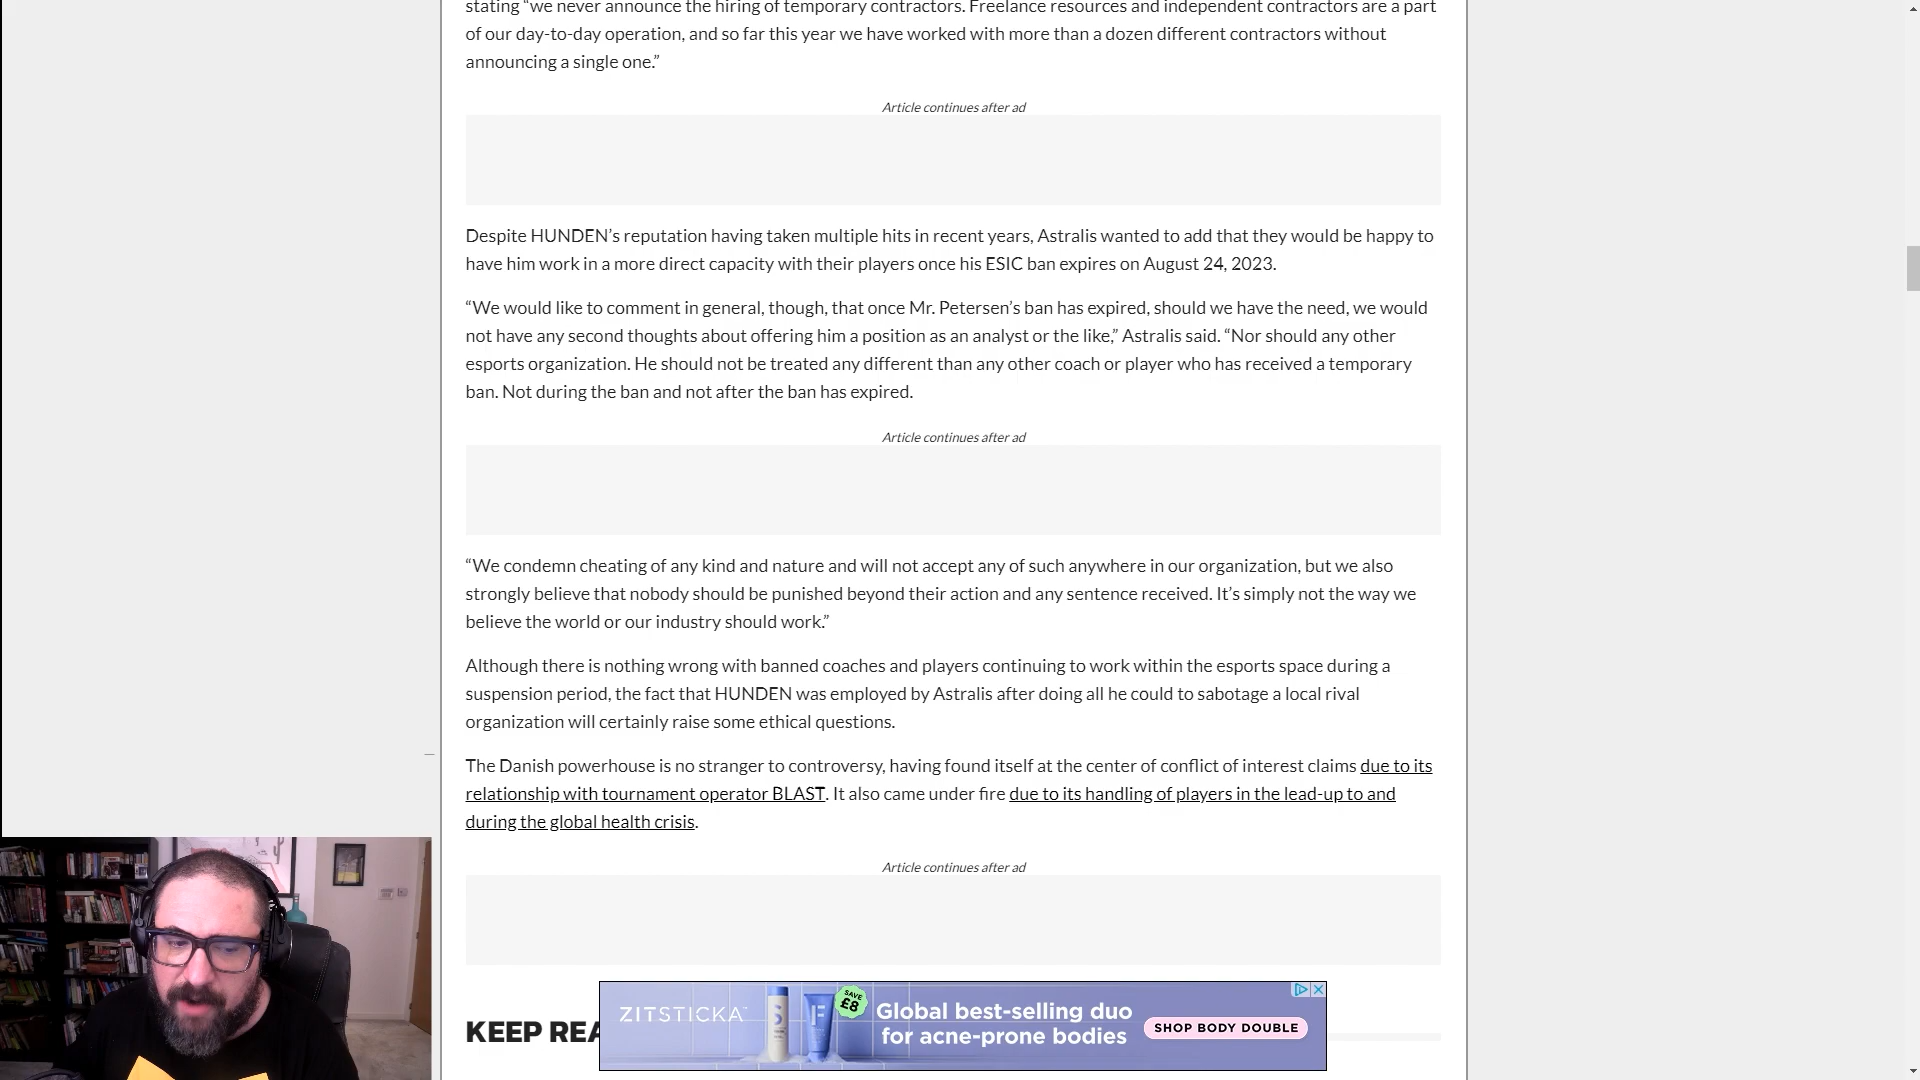 stating “we never announce the hiring of temporary contractors. Freelance resources and independent contractors are a part
of our day-to-day operation, and so far this year we have worked with more than a dozen different contractors without
announcing a single one.”
Article continues after ad
Despite HUNDEN’s reputation having taken multiple hits in recent years, Astralis wanted to add that they would be happy to
have him work in a more direct capacity with their players once his ESIC ban expires on August 24, 2023.
“We would like to comment in general, though, that once Mr. Petersen’s ban has expired, should we have the need, we would
not have any second thoughts about offering him a position as an analyst or the like,” Astralis said. “Nor should any other
esports organization. He should not be treated any different than any other coach or player who has received a temporary
ban. Not during the ban and not after the ban has expired.
Article continues after ad
“We condemn cheating of any kind and nature and will not accept any of such anywhere in our organization, but we also
strongly believe that nobody should be punished beyond their action and any sentence received. It’s simply not the way we
believe the world or our industry should work.”
Although there is nothing wrong with banned coaches and players continuing to work within the esports space during a
suspension period, the fact that HUNDEN was employed by Astralis after doing all he could to sabotage a local rival
organization will certainly raise some ethical questions.
The Danish powerhouse is no stranger to controversy, having found itself at the center of conflict of interest claims due to its
relationship with tournament operator BLAST. It also came under fire due to its handling of players in the lead-up to and
during the global health crisis.
Article continues after ad
KEEP REA
ZITSTICKA
SAVE
£8
Global best-selling duo
for acne-prone bodies
SHOP BODY DOUBLE